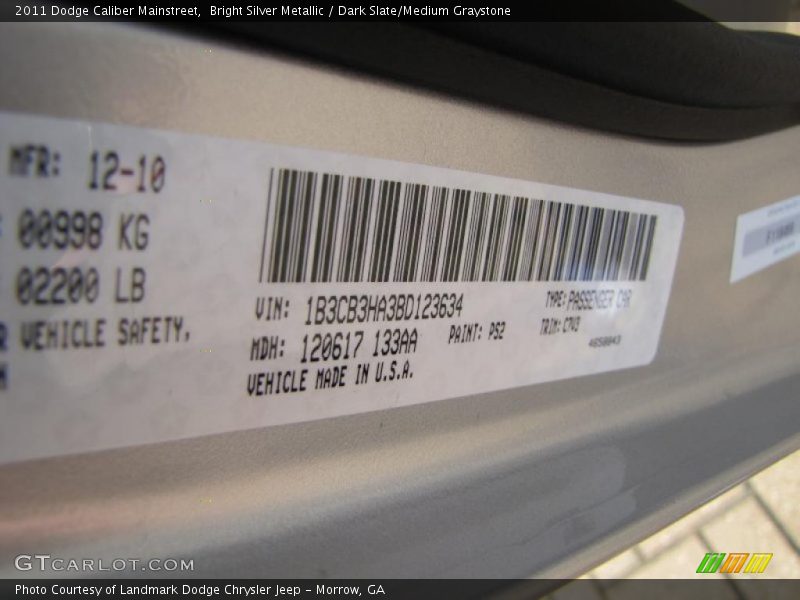 2011 Dodge Caliber Mainstreet, Bright Silver Metallic / Dark Slate/Medium Graystone
MFR: 12-10
00998 KG
02200 LB
VEHICLE SAFETY,
VIN: 1B3CB3HA3BD123634
TYPE: PASSENGER CAR
MDH: 120617 133AA
PAINT: PS2
TRIM: C7V3
VEHICLE MADE IN U.S.A.
GTCARLOT.COM
Photo Courtesy of Landmark Dodge Chrysler Jeep - Morrow, GA